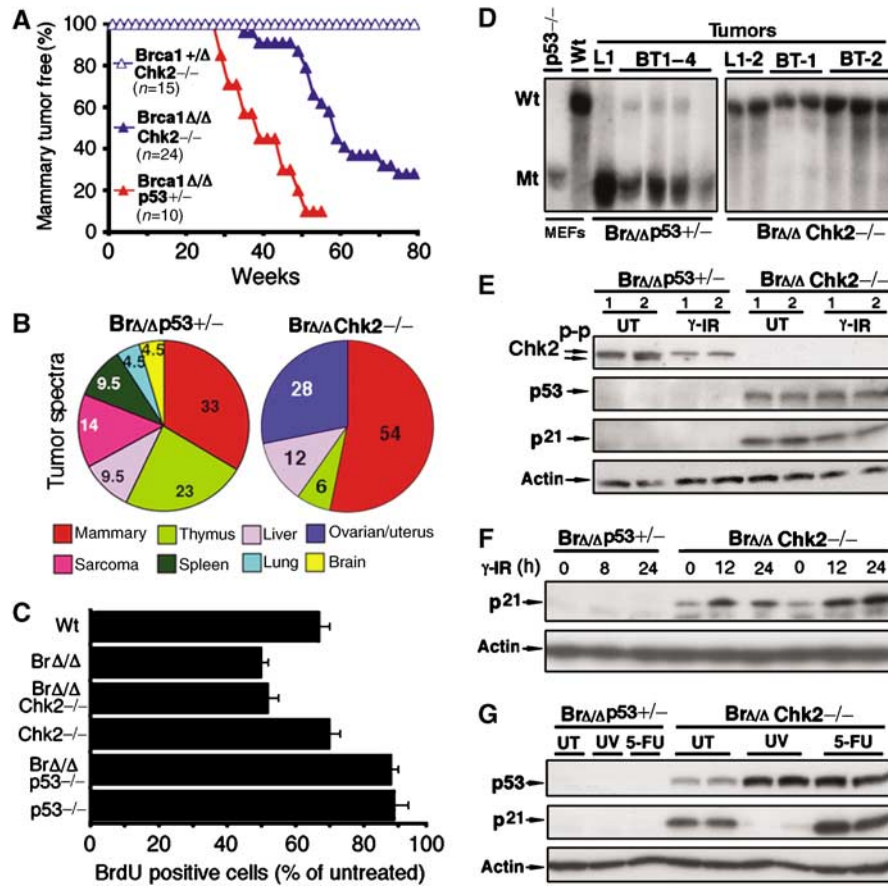 A
Mammary tumor free (%)
100
80
60
40
20
0 20 40 60 80
Weeks
Brca1 +/Δ
Chk2−/−
(n=15)
Brca1 Δ/Δ
Chk2−/−
(n=24)
Brca1 Δ/Δ
p53+/−
(n=10)
B
Tumor spectra
BrΔ/Δp53+/−
4.5
4.5
9.5
33
14
9.5
23
BrΔ/ΔChk2−/−
28
54
12
6
Mammary Thymus Liver Ovarian/uterus
Sarcoma Spleen Lung Brain
C
Wt
BrΔ/Δ
BrΔ/Δ
Chk2−/−
Chk2−/−
BrΔ/Δ
p53−/−
p53−/−
0 20 40 60 80 100
BrdU positive cells (% of untreated)
D
p53−/−
Wt
Tumors
L1 BT1−4 L1-2 BT-1 BT-2
Wt
Mt
MEFs BrΔ/Δp53+/− BrΔ/Δ Chk2−/−
E
BrΔ/Δp53+/− BrΔ/Δ Chk2−/−
1 2 1 2 1 2 1 2
UT γ-IR UT γ-IR
p-p
Chk2
p53
p21
Actin
F
BrΔ/Δp53+/− BrΔ/Δ Chk2−/−
γ-IR (h) 0 8 24 0 12 24 0 12 24
p21
Actin
G
BrΔ/Δp53+/− BrΔ/Δ Chk2−/−
UT UV 5-FU UT UV 5-FU
p53
p21
Actin